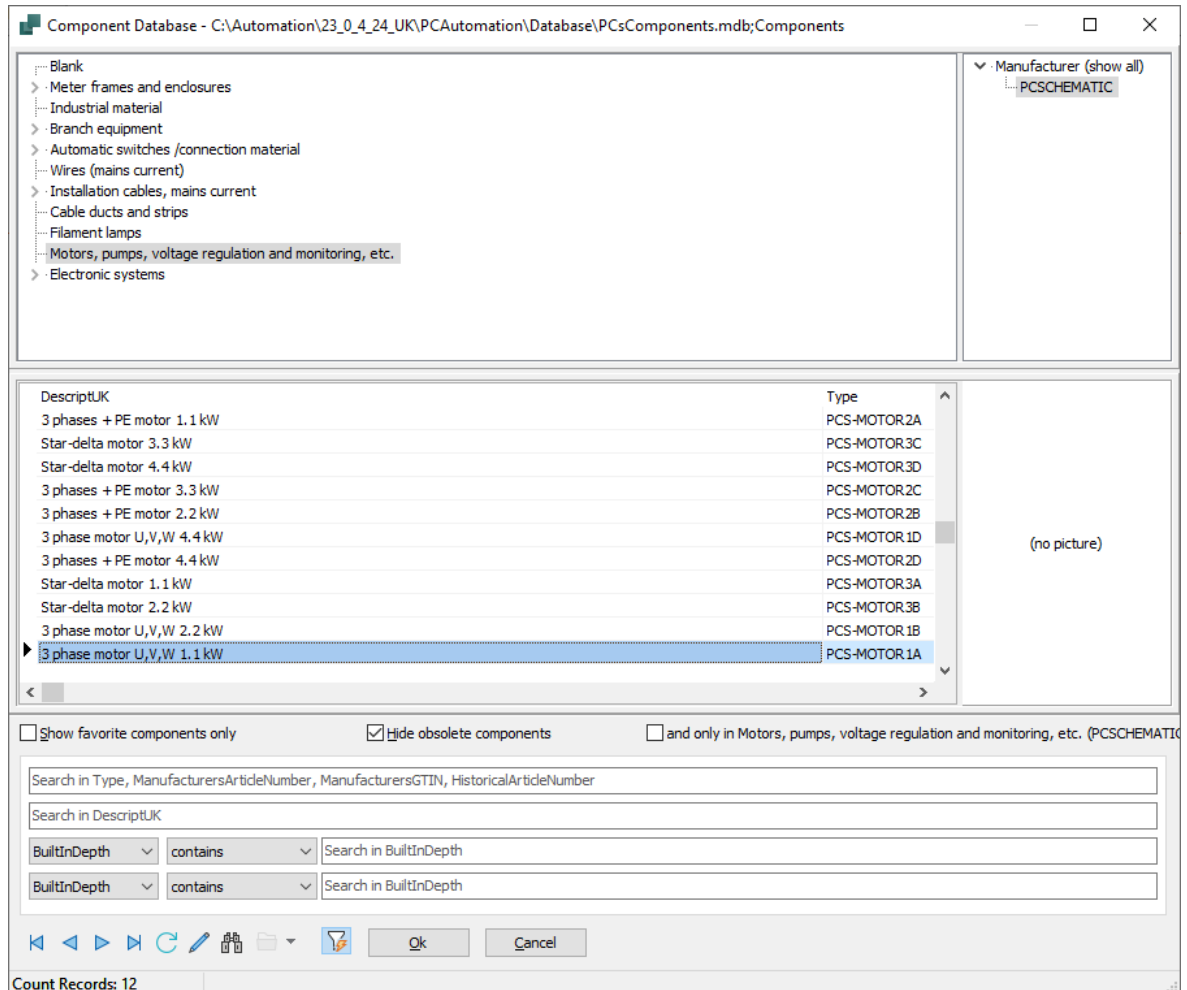 Component Database - C:\Automation\23_0_4_24_UK\PCAutomation\Database\PCsComponents.mdb;Components
Blank
Meter frames and enclosures
Industrial material
Branch equipment
Automatic switches /connection material
Wires (mains current)
Installation cables, mains current
Cable ducts and strips
Filament lamps
Motors, pumps, voltage regulation and monitoring, etc.
Electronic systems
Manufacturer (show all)
PCSCHEMATIC
DescriptUK Type
3 phases + PE motor 1.1 kW PCS-MOTOR2A
Star-delta motor 3.3 kW PCS-MOTOR3C
Star-delta motor 4.4 kW PCS-MOTOR3D
3 phases + PE motor 3.3 kW PCS-MOTOR2C
3 phases + PE motor 2.2 kW PCS-MOTOR2B
3 phase motor U,V,W 4.4 kW PCS-MOTOR1D
3 phases + PE motor 4.4 kW PCS-MOTOR2D
Star-delta motor 1.1 kW PCS-MOTOR3A
Star-delta motor 2.2 kW PCS-MOTOR3B
3 phase motor U,V,W 2.2 kW PCS-MOTOR1B
3 phase motor U,V,W 1.1 kW PCS-MOTOR1A
(no picture)
Show favorite components only Hide obsolete components and only in Motors, pumps, voltage regulation and monitoring, etc. (PCSCHEMATIC
Search in Type, ManufacturersArticleNumber, ManufacturersGTIN, HistoricalArticleNumber
Search in DescriptUK
BuiltInDepth contains Search in BuiltInDepth
BuiltInDepth contains Search in BuiltInDepth
Ok Cancel
Count Records: 12